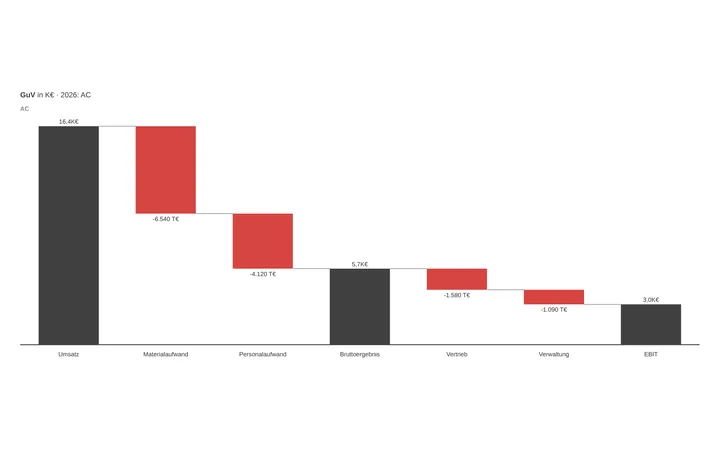 GuV in K€ · 2026: AC
AC
16,4K€
-6.540 T€
-4.120 T€
5,7K€
-1.580 T€
-1.090 T€
3,0K€
Umsatz
Materialaufwand
Personalaufwand
Bruttoergebnis
Vertrieb
Verwaltung
EBIT